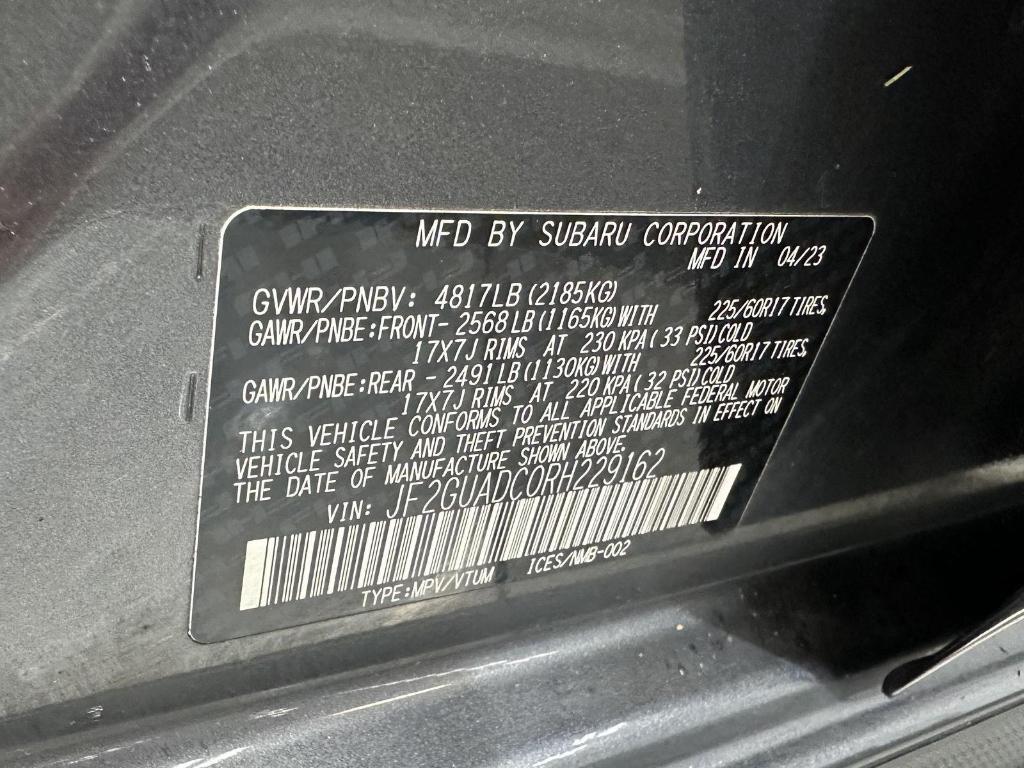 MFD BY SUBARU CORPORATION
MFD IN 04/23
GVWR/PNBV: 4817LB (2185KG)
GAWR/PNBE:FRONT- 2568 LB (1165KG) WITH 225/60R17 TIRES,
17X7J RIMS AT 230 KPA ( 33 PSI) COLD
GAWR/PNBE:REAR - 2491 LB (1130KG) WITH 225/60R17 TIRES,
17X7J RIMS AT 220 KPA ( 32 PSI) COLD
THIS VEHICLE CONFORMS TO ALL APPLICABLE FEDERAL MOTOR
VEHICLE SAFETY AND THEFT PREVENTION STANDARDS IN EFFECT ON
THE DATE OF MANUFACTURE SHOWN ABOVE.
VIN: JF2GUADC0RH229162
TYPE:MPV/VTUM ICES/NMB-002